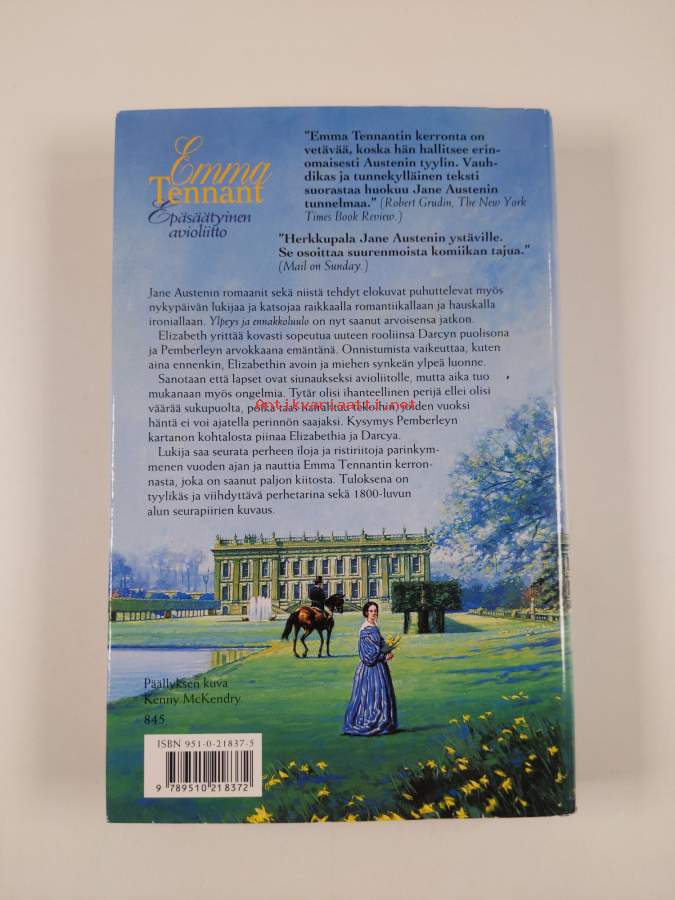 Emma
Tennant
Epäsäätyinen
avioliitto
"Emma Tennantin kerronta on
vetävää, koska hän hallitsee erin-
omaisesti Austenin tyylin. Vauh-
dikas ja tunnekylläinen teksti
suorastaa huokuu Jane Austenin
tunnelmaa." (Robert Grudin, The New York
Times Book Review.)
"Herkkupala Jane Austenin ystäville.
Se osoittaa suurenmoista komiikan tajua."
(Mail on Sunday.)
Jane Austenin romaanit sekä niistä tehdyt elokuvat puhuttelevat myös
nykypäivän lukijaa ja katsojaa raikkaalla romantiikallaan ja hauskalla
ironiallaan. Ylpeys ja ennakkoluulo on nyt saanut arvoisensa jatkon.
Elizabeth yrittää kovasti sopeutua uuteen rooliinsa Darcyn puolisona
ja Pemberleyn arvokkaana emäntänä. Onnistumista vaikeuttaa, kuten
aina ennenkin, Elizabethin avoin ja miehen synkeän ylpeä luonne.
Sanotaan että lapset ovat siunaukseksi avioliitolle, mutta aika tuo
mukanaan myös ongelmia. Tytär olisi ihanteellinen perijä ellei olisi
väärää sukupuolta, poika taas harrahtuu tekoihin, joiden vuoksi
Antikvariaatti.net
häntä ei voi ajatella perinnön saajaksi. Kysymys Pemberleyn
kartanon kohtalosta piinaa Elizabethia ja Darcya.
Lukija saa seurata perheen iloja ja ristiriitoja parinkym-
menen vuoden ajan ja nauttia Emma Tennantin kerron-
nasta, joka on saanut paljon kiitosta. Tuloksena on
tyylikäs ja viihdyttävä perhetarina sekä 1800-luvun
alun seurapiirien kuvaus.
Päällyksen kuva
Kenny McKendry
845
ISBN 951-0-21837-5
9 789510 218372